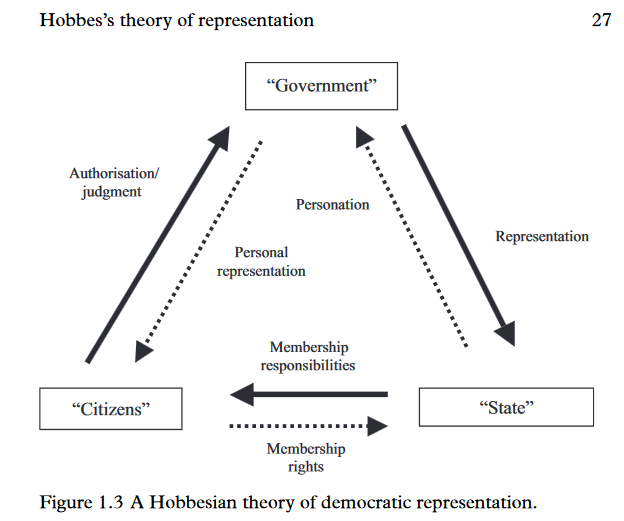 Hobbes’s theory of representation 27
“Government”
Authorisation/
judgment
Personation
Personal
representation
Representation
Membership
responsibilities
“Citizens”
“State”
Membership
rights
Figure 1.3 A Hobbesian theory of democratic representation.